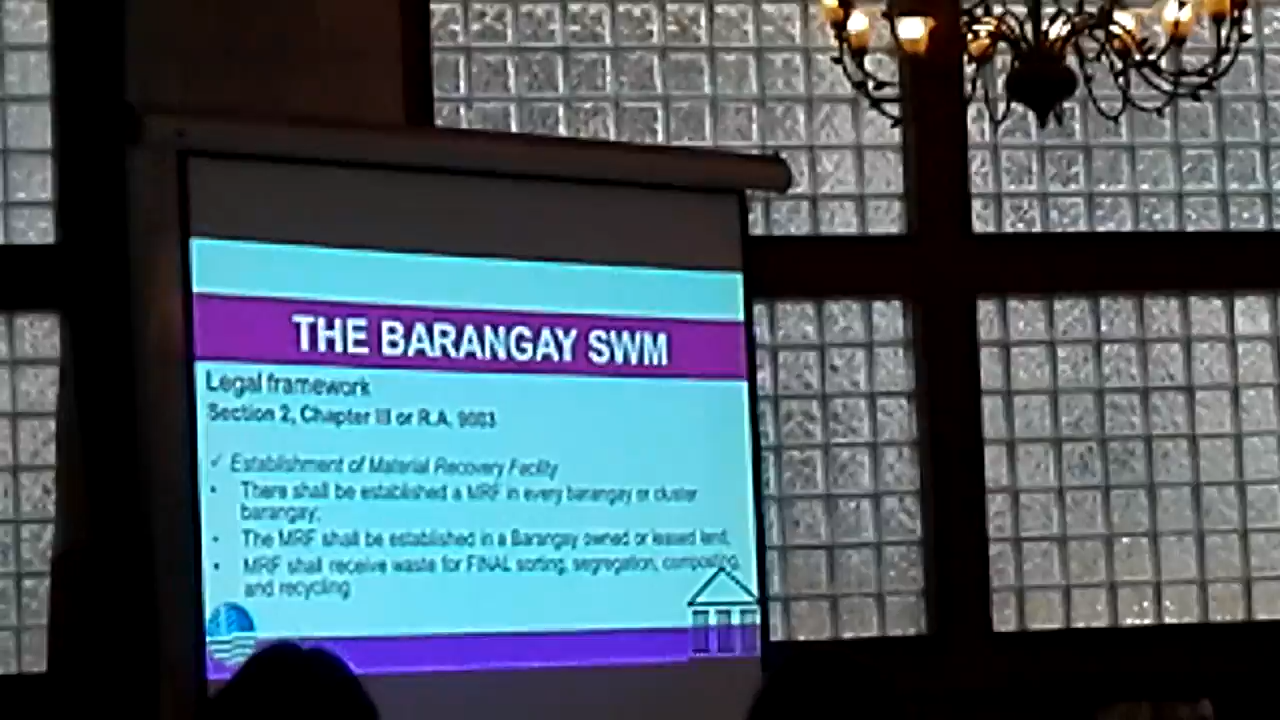 THE BARANGAY SWM
Legal framework
Section 2, Chapter III or R.A. 9003
✓ Establishment of Material Recovery Facility
• There shall be established a MRF in every barangay or cluster
barangay;
• The MRF shall be established in a Barangay owned or leased lant,
• MRF shall receive waste for FINAL sorting, segregation, composting,
and recycling